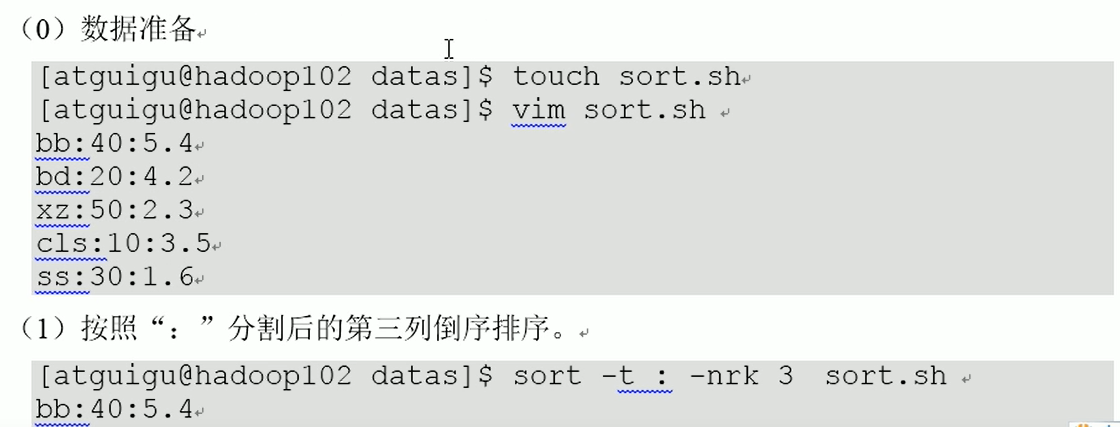 （0）数据准备
[atguigu@hadoop102 datas]$ touch sort.sh
[atguigu@hadoop102 datas]$ vim sort.sh
bb:40:5.4
bd:20:4.2
xz:50:2.3
cls:10:3.5
ss:30:1.6
（1）按照“：”分割后的第三列倒序排序。
[atguigu@hadoop102 datas]$ sort -t : -nrk 3  sort.sh
bb:40:5.4